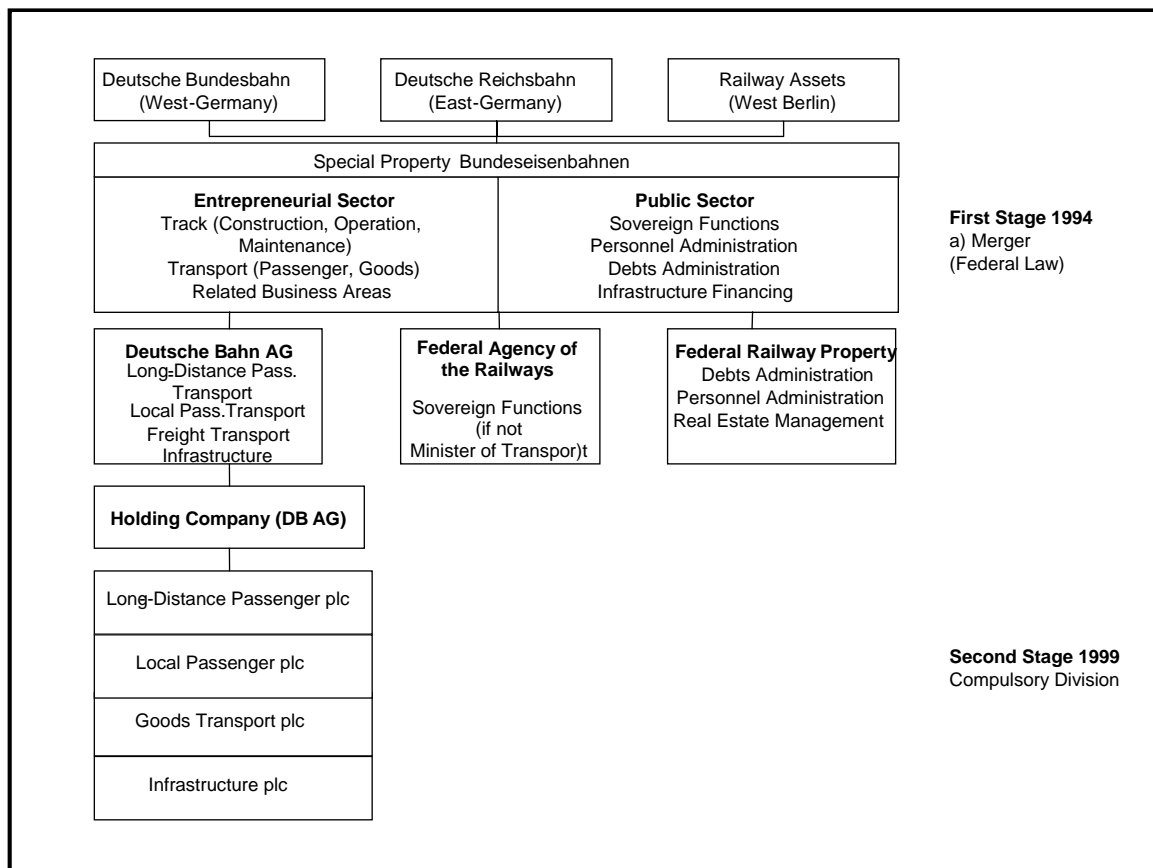 Deutsche Bundesbahn
(West-Germany)
Deutsche Reichsbahn
(East-Germany)
Railway Assets
(West Berlin)
Special Property Bundeseisenbahnen
Entrepreneurial Sector
Track (Construction, Operation,
Maintenance)
Transport (Passenger, Goods)
Related Business Areas
Public Sector
Sovereign Functions
Personnel Administration
Debts Administration
Infrastructure Financing
First Stage 1994
a) Merger
(Federal Law)
Deutsche Bahn AG
Long-Distance Pass.
Transport
Local Pass.Transport
Freight Transport
Infrastructure
Federal Agency of
the Railways
Sovereign Functions
(if not
Minister of Transpor)t
Federal Railway Property
Debts Administration
Personnel Administration
Real Estate Management
Holding Company (DB AG)
Long-Distance Passenger plc
Local Passenger plc
Goods Transport plc
Infrastructure plc
Second Stage 1999
Compulsory Division